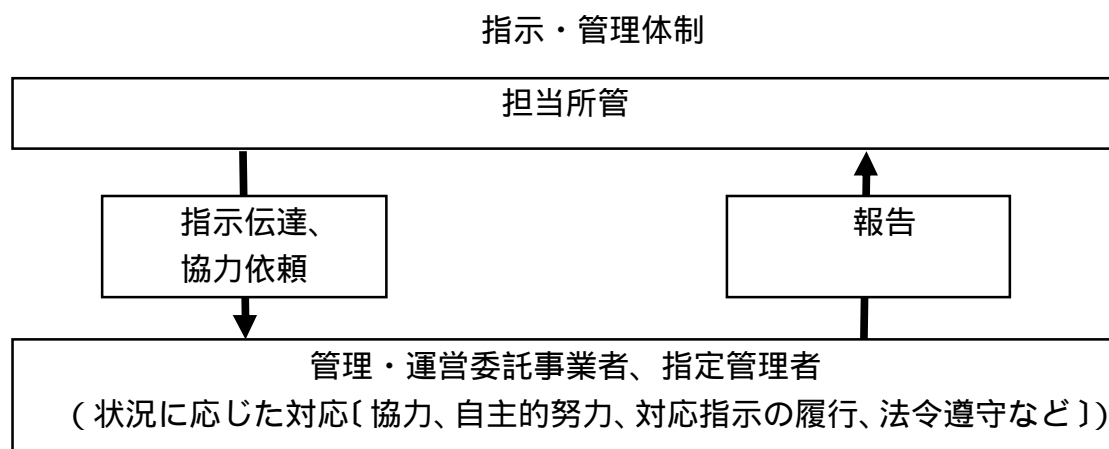 指示・管理体制
担当所管
指示伝達、
協力依頼
報告
管理・運営委託事業者、指定管理者
(状況に応じた対応〔協力、自主的努力、対応指示の履行、法令遵守など〕)